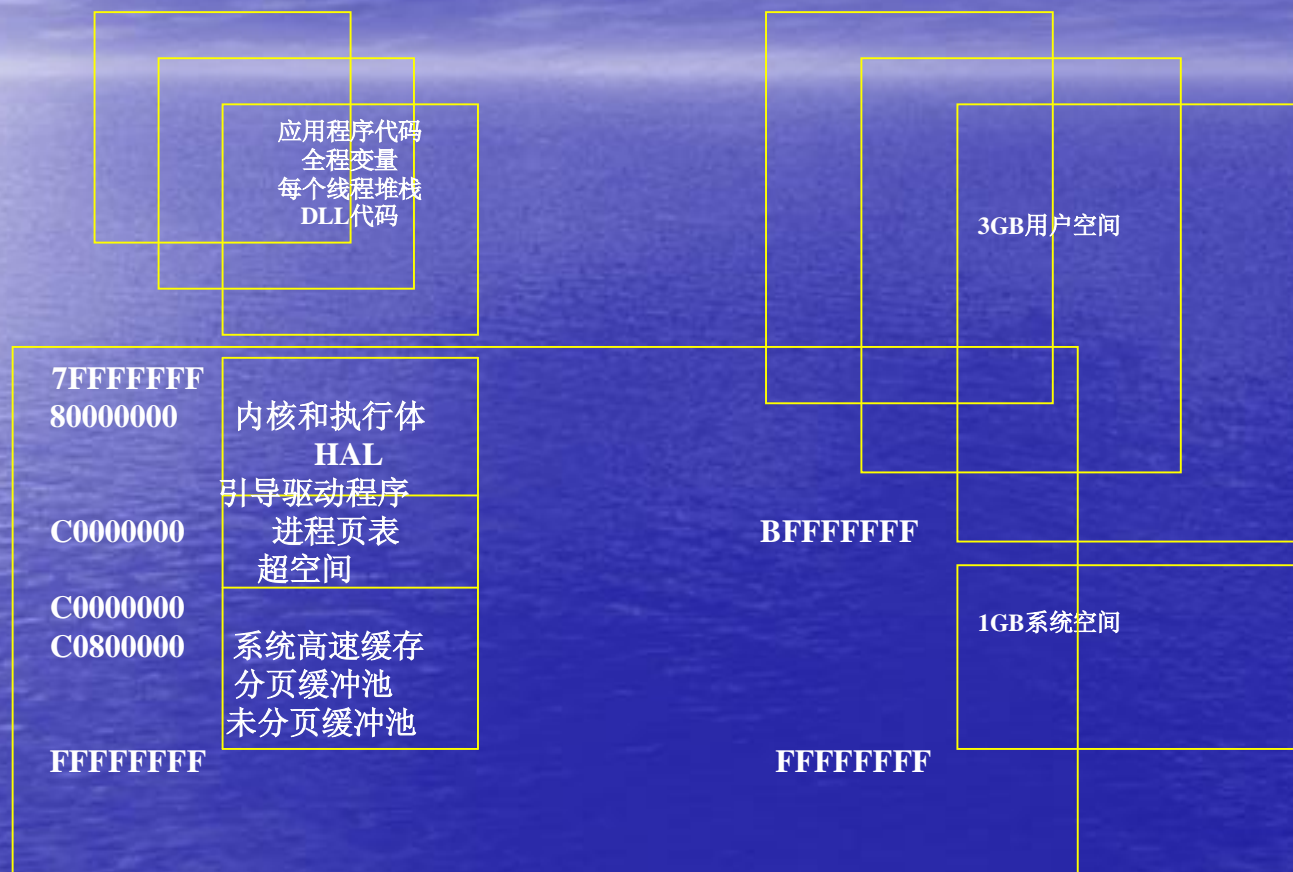 应用程序代码
全程变量
每个线程堆栈
DLL代码
3GB用户空间
7FFFFFFF
80000000 内核和执行体
HAL
引导驱动程序
C0000000 进程页表
BFFFFFFF
超空间
C0000000
C0800000 系统高速缓存
1GB系统空间
分页缓冲池
未分页缓冲池
FFFFFFFF
FFFFFFFF